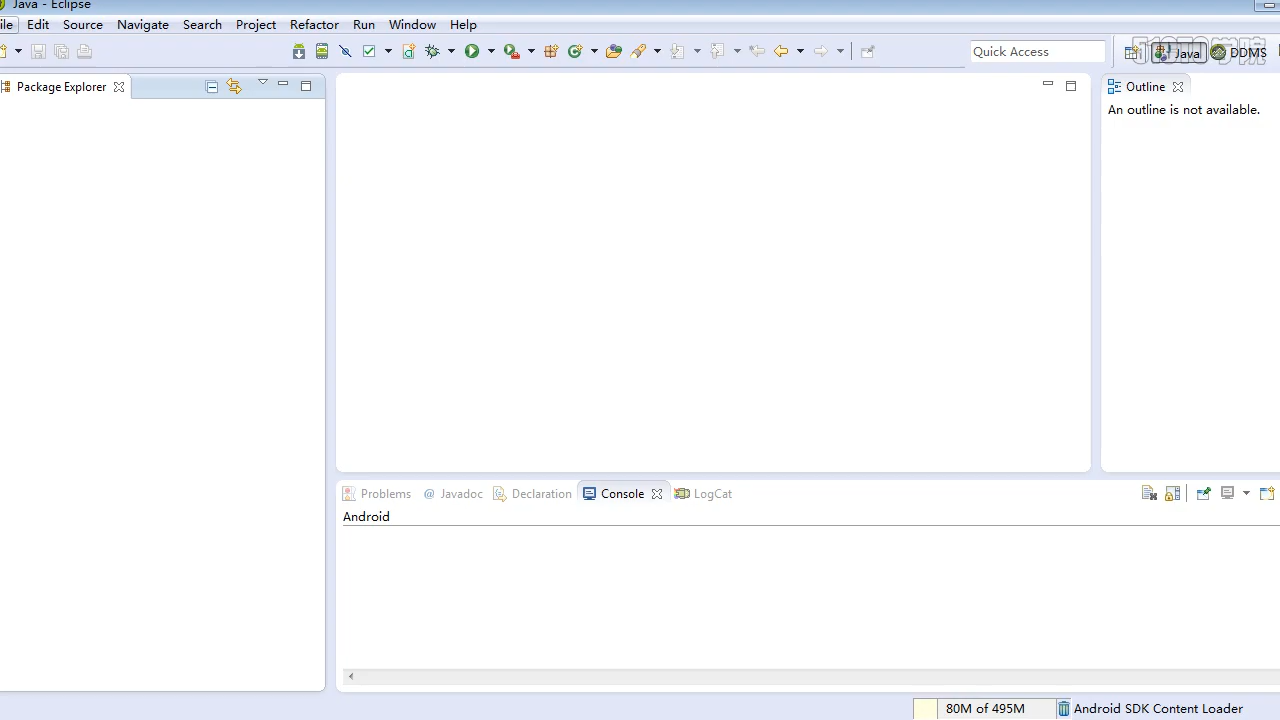 Java - Eclipse
ile Edit Source Navigate Search Project Refactor Run Window Help
Quick Access
Java DDMS
Package Explorer
Outline
An outline is not available.
Problems @ Javadoc Declaration Console LogCat
Android
80M of 495M Android SDK Content Loader